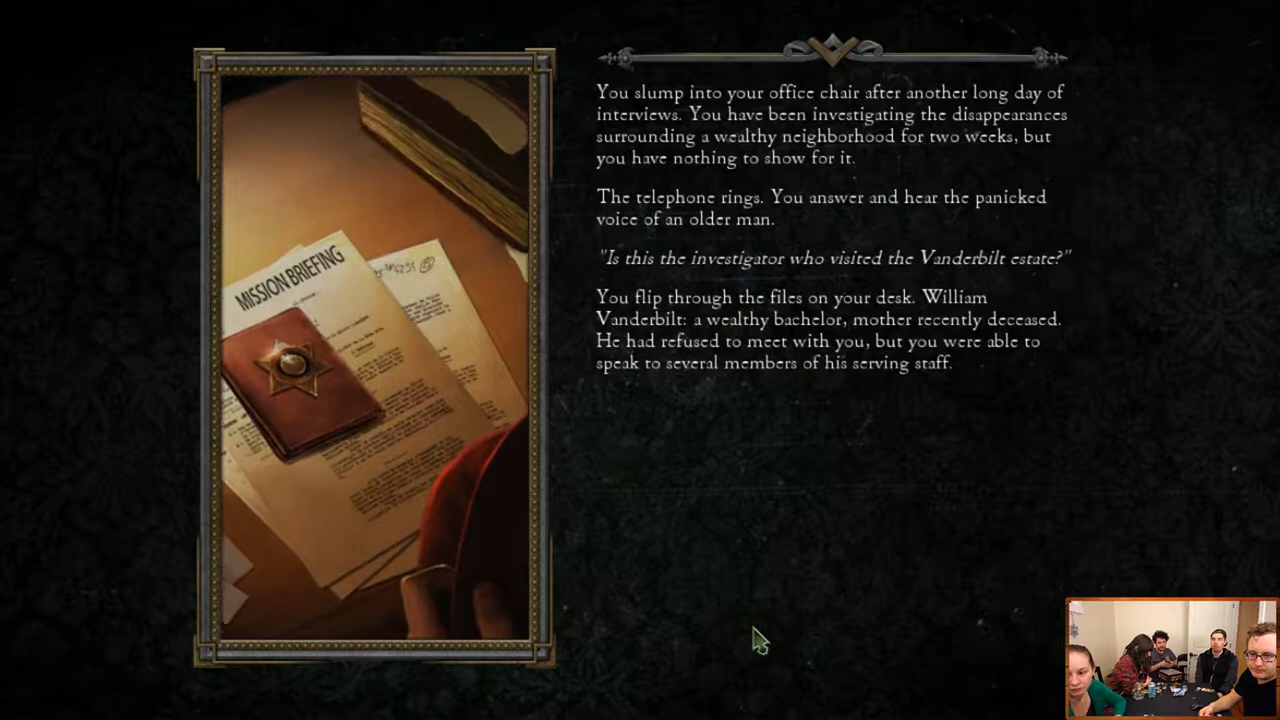 You slump into your office chair after another long day of
interviews. You have been investigating the disappearances
surrounding a wealthy neighborhood for two weeks, but
you have nothing to show for it.
The telephone rings. You answer and hear the panicked
voice of an older man.
"Is this the investigator who visited the Vanderbilt estate?"
You flip through the files on your desk. William
Vanderbilt: a wealthy bachelor, mother recently deceased.
He had refused to meet with you, but you were able to
speak to several members of his serving staff.
MISSION BRIEFING